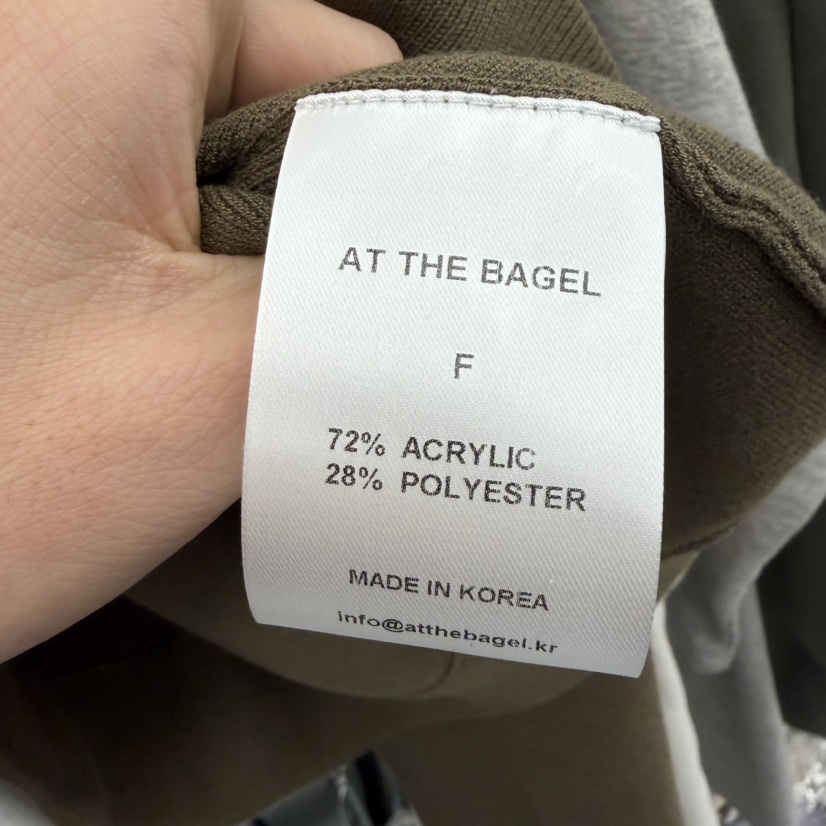 AT THE BAGEL
F
72% ACRYLIC
28% POLYESTER
MADE IN KOREA
info@atthebagel.kr